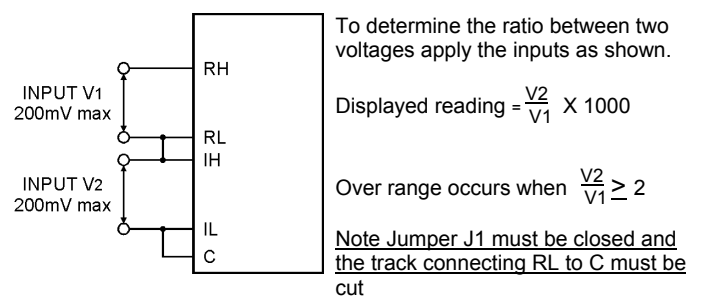 To determine the ratio between two
voltages apply the inputs as shown.
RH
INPUT V1
200mV max
Displayed reading = V2/V1 X 1000
RL
IH
INPUT V2
200mV max
Over range occurs when V2/V1 ≥ 2
IL
C
Note Jumper J1 must be closed and
the track connecting RL to C must be
cut